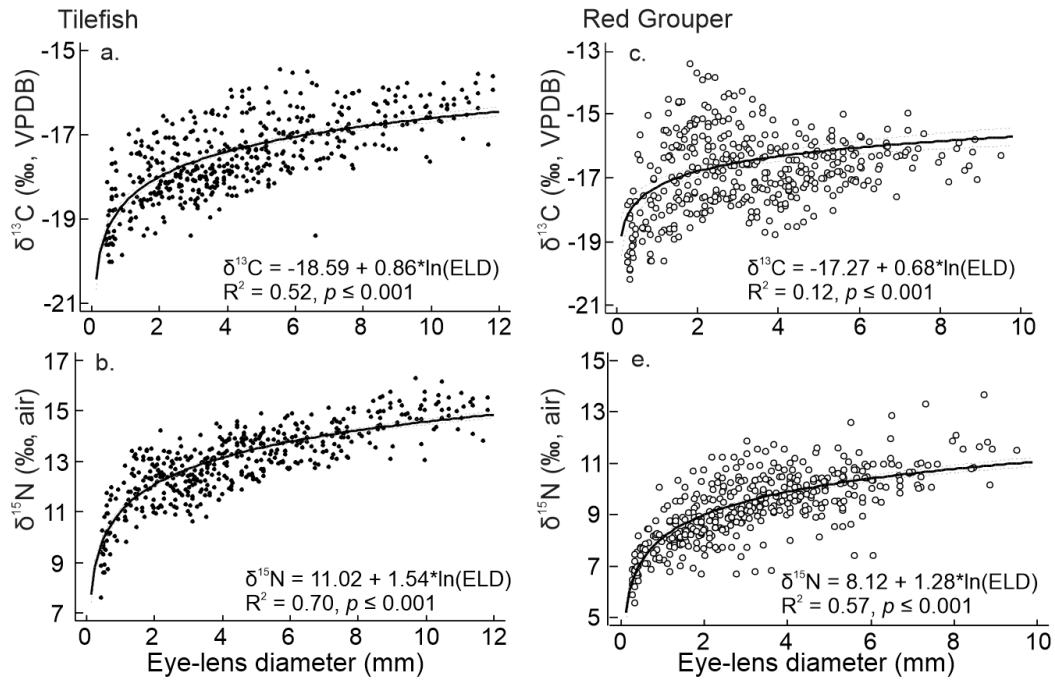 Tilefish
Red Grouper
a.
-15
-17
-19
-21
δ¹³C (‰, VPDB)
δ¹³C = -18.59 + 0.86*ln(ELD)
R² = 0.52, p ≤ 0.001
0 2 4 6 8 10 12
c.
-13
-15
-17
-19
-21
δ¹³C (‰, VPDB)
δ¹³C = -17.27 + 0.68*ln(ELD)
R² = 0.12, p ≤ 0.001
0 2 4 6 8 10
b.
17
15
13
11
9
7
δ¹⁵N (‰, air)
δ¹⁵N = 11.02 + 1.54*ln(ELD)
R² = 0.70, p ≤ 0.001
0 2 4 6 8 10 12
Eye-lens diameter (mm)
e.
15
13
11
9
7
5
δ¹⁵N (‰, air)
δ¹⁵N = 8.12 + 1.28*ln(ELD)
R² = 0.57, p ≤ 0.001
0 2 4 6 8 10
Eye-lens diameter (mm)